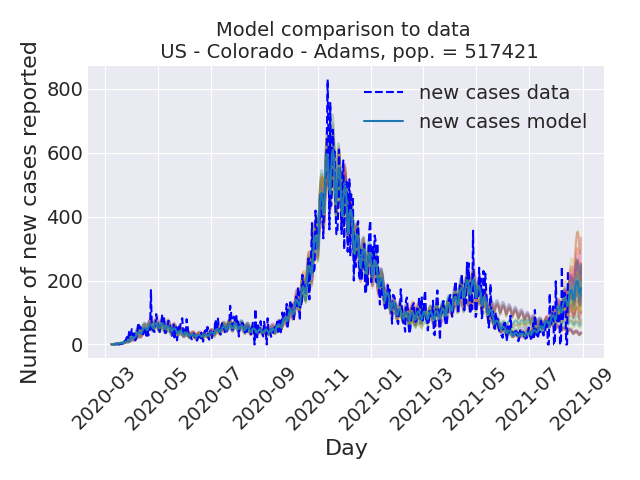 Model comparison to data
US - Colorado - Adams, pop. = 517421
Number of new cases reported
800
600
400
200
0
new cases data
new cases model
2020-03
2020-05
2020-07
2020-09
2020-11
2021-01
2021-03
2021-05
2021-07
2021-09
Day